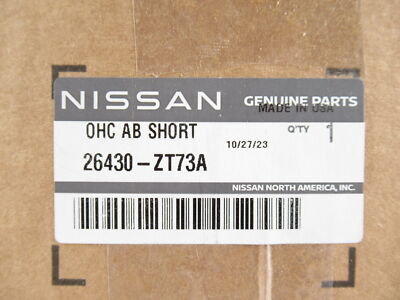 NISSAN GENUINE PARTS
MADE IN USA
OHC AB SHORT
10/27/23
Q'TY 1
26430-ZT73A
NISSAN NORTH AMERICA, INC.